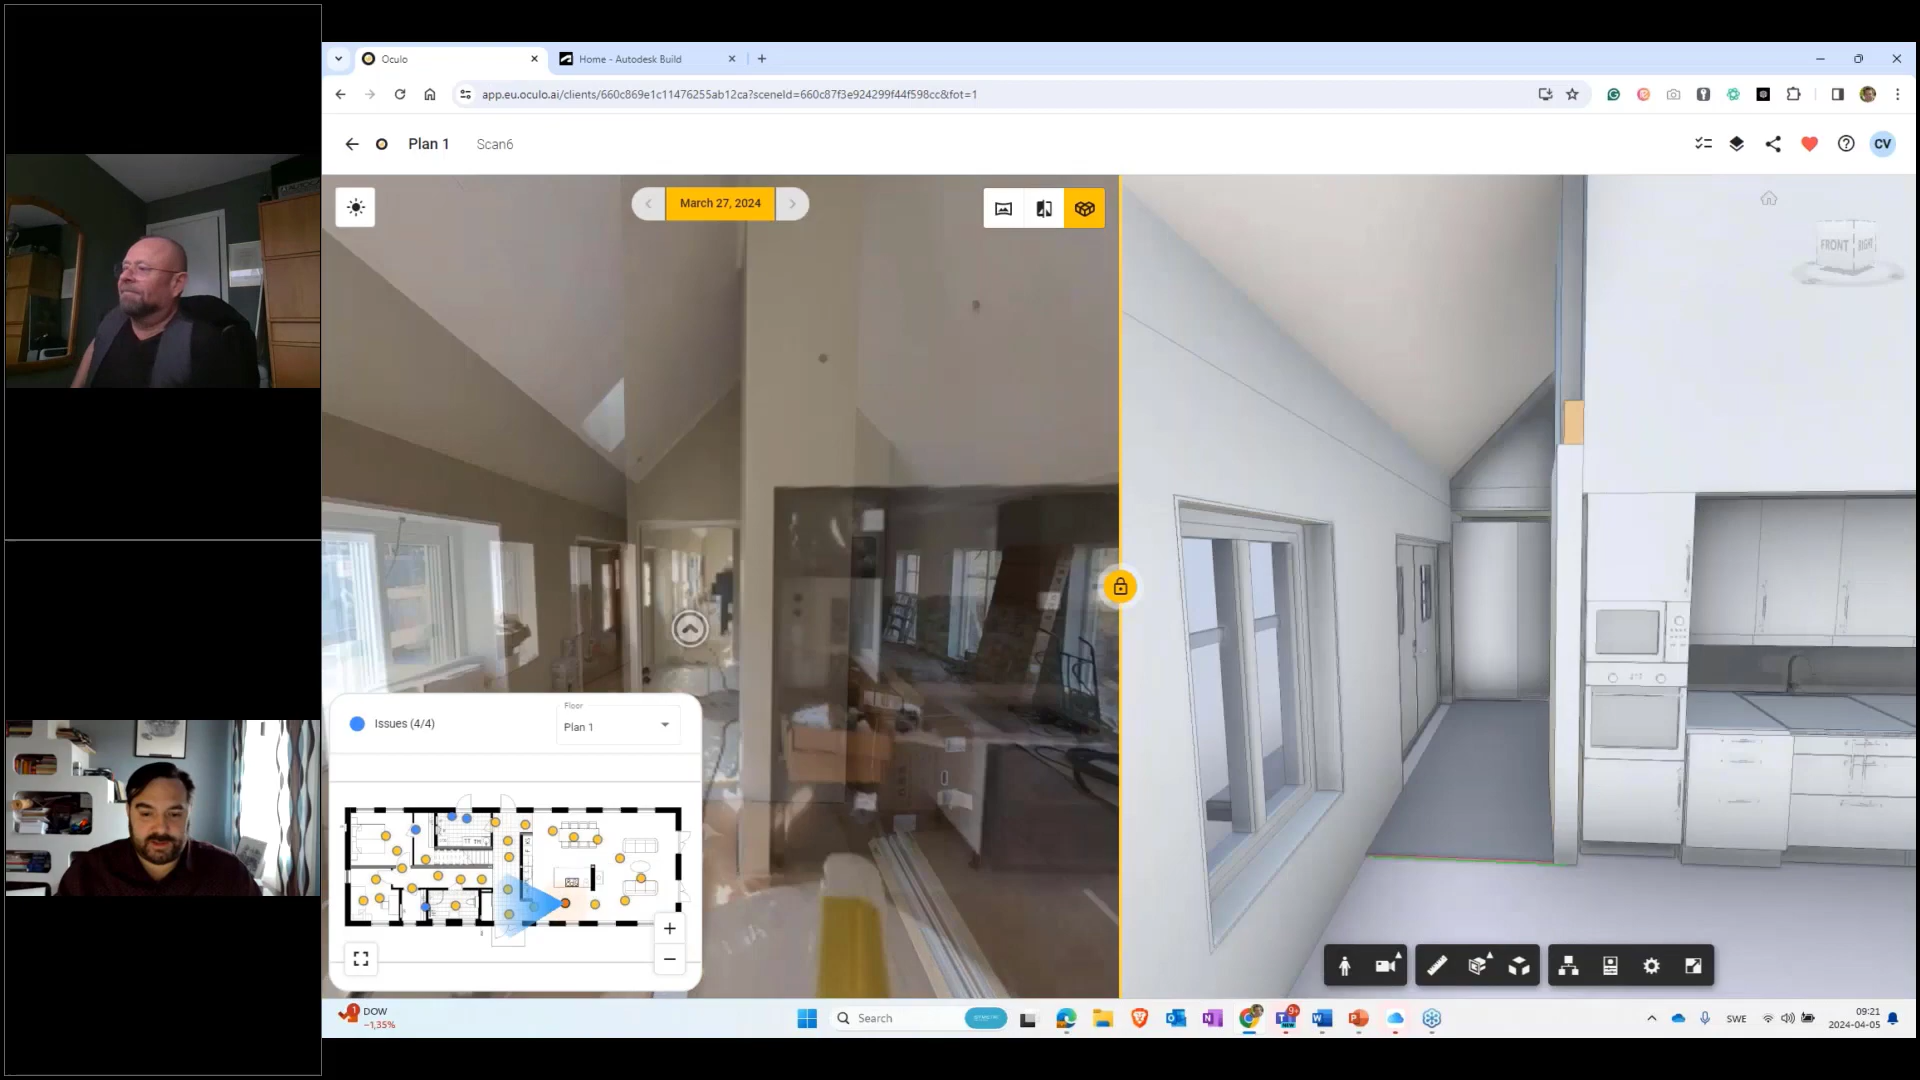 Oculo
Home - Autodesk Build
app.eu.oculo.ai/clients/660c869e1c11476255ab12ca?sceneId=660c87f3e924299f44f598cc&fot=1
Plan 1
Scan6
CV
March 27, 2024
FRONT
RIGHT
Issues (4/4)
Floor
Plan 1
DOW
−1,35%
Search
SWE
09:21
2024-04-05